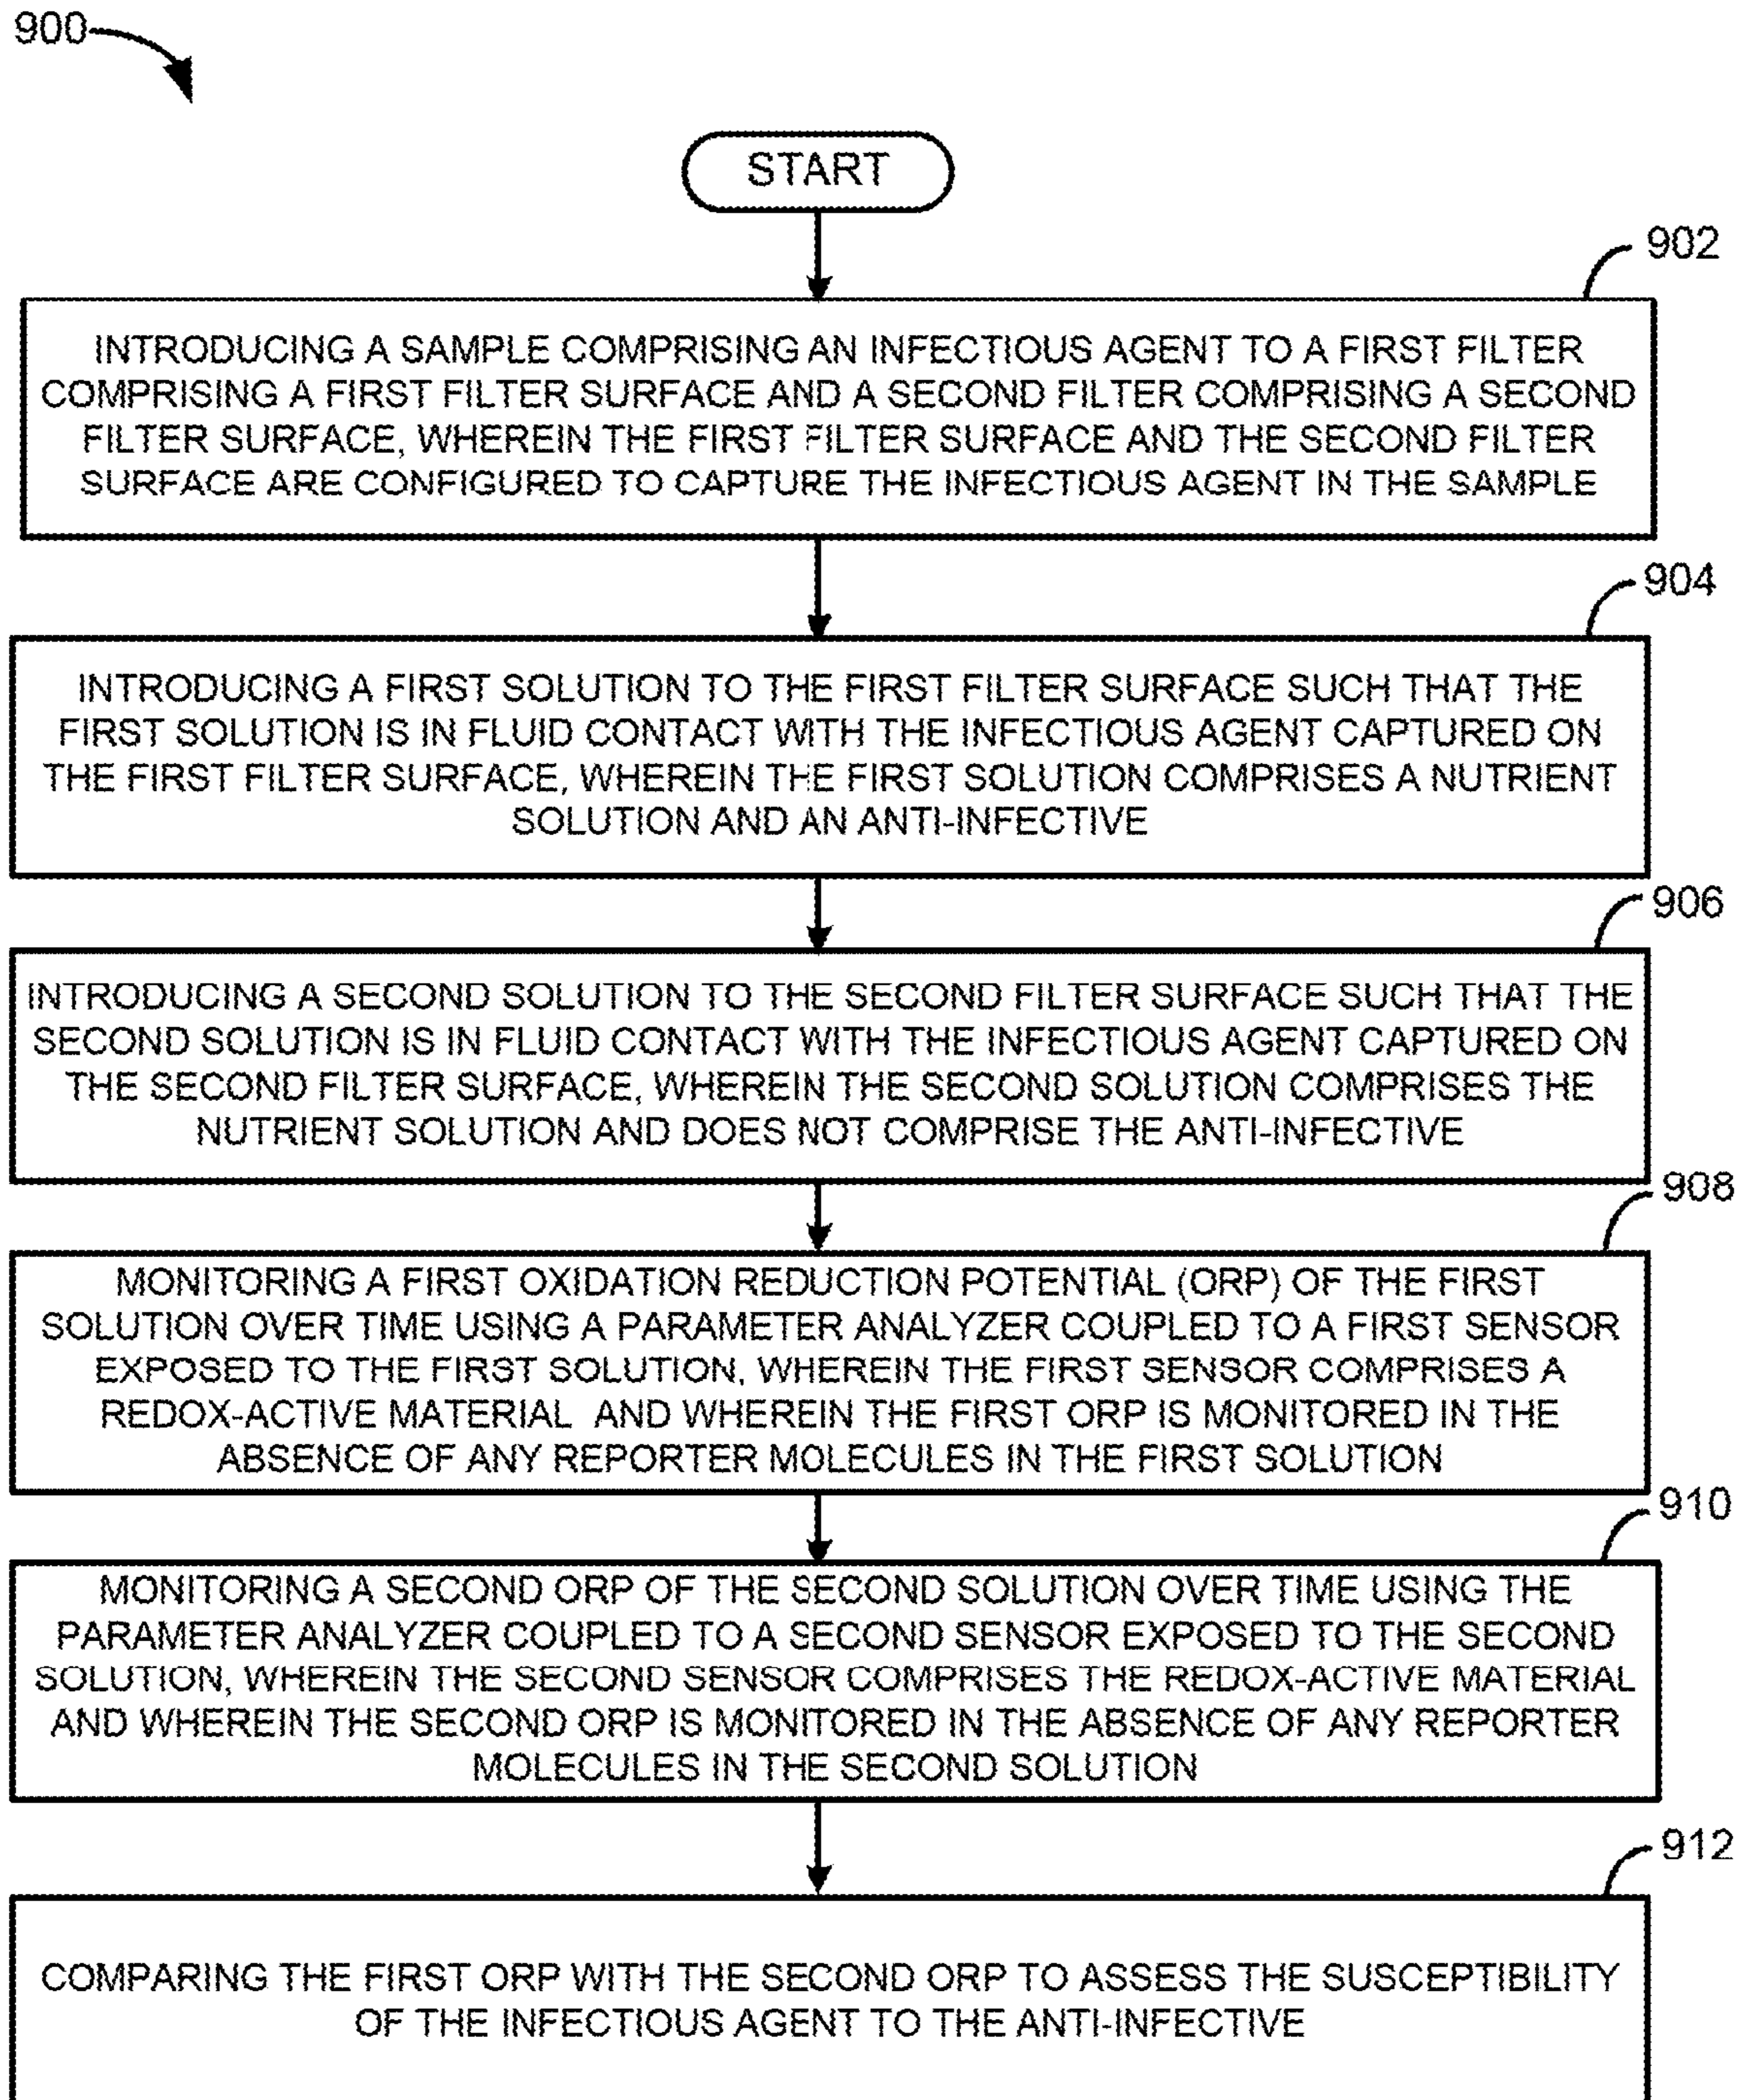 900
START
902
INTRODUCING A SAMPLE COMPRISING AN INFECTIOUS AGENT TO A FIRST FILTER
COMPRISING A FIRST FILTER SURFACE AND A SECOND FILTER COMPRISING A SECOND
FILTER SURFACE, WHEREIN THE FIRST FILTER SURFACE AND THE SECOND FILTER
SURFACE ARE CONFIGURED TO CAPTURE THE INFECTIOUS AGENT IN THE SAMPLE
904
INTRODUCING A FIRST SOLUTION TO THE FIRST FILTER SURFACE SUCH THAT THE
FIRST SOLUTION IS IN FLUID CONTACT WITH THE INFECTIOUS AGENT CAPTURED ON
THE FIRST FILTER SURFACE, WHEREIN THE FIRST SOLUTION COMPRISES A NUTRIENT
SOLUTION AND AN ANTI-INFECTIVE
906
INTRODUCING A SECOND SOLUTION TO THE SECOND FILTER SURFACE SUCH THAT THE
SECOND SOLUTION IS IN FLUID CONTACT WITH THE INFECTIOUS AGENT CAPTURED ON
THE SECOND FILTER SURFACE, WHEREIN THE SECOND SOLUTION COMPRISES THE
NUTRIENT SOLUTION AND DOES NOT COMPRISE THE ANTI-INFECTIVE
908
MONITORING A FIRST OXIDATION REDUCTION POTENTIAL (ORP) OF THE FIRST
SOLUTION OVER TIME USING A PARAMETER ANALYZER COUPLED TO A FIRST SENSOR
EXPOSED TO THE FIRST SOLUTION, WHEREIN THE FIRST SENSOR COMPRISES A
REDOX-ACTIVE MATERIAL AND WHEREIN THE FIRST ORP IS MONITORED IN THE
ABSENCE OF ANY REPORTER MOLECULES IN THE FIRST SOLUTION
910
MONITORING A SECOND ORP OF THE SECOND SOLUTION OVER TIME USING THE
PARAMETER ANALYZER COUPLED TO A SECOND SENSOR EXPOSED TO THE SECOND
SOLUTION, WHEREIN THE SECOND SENSOR COMPRISES THE REDOX-ACTIVE MATERIAL
AND WHEREIN THE SECOND ORP IS MONITORED IN THE ABSENCE OF ANY REPORTER
MOLECULES IN THE SECOND SOLUTION
912
COMPARING THE FIRST ORP WITH THE SECOND ORP TO ASSESS THE SUSCEPTIBILITY
OF THE INFECTIOUS AGENT TO THE ANTI-INFECTIVE